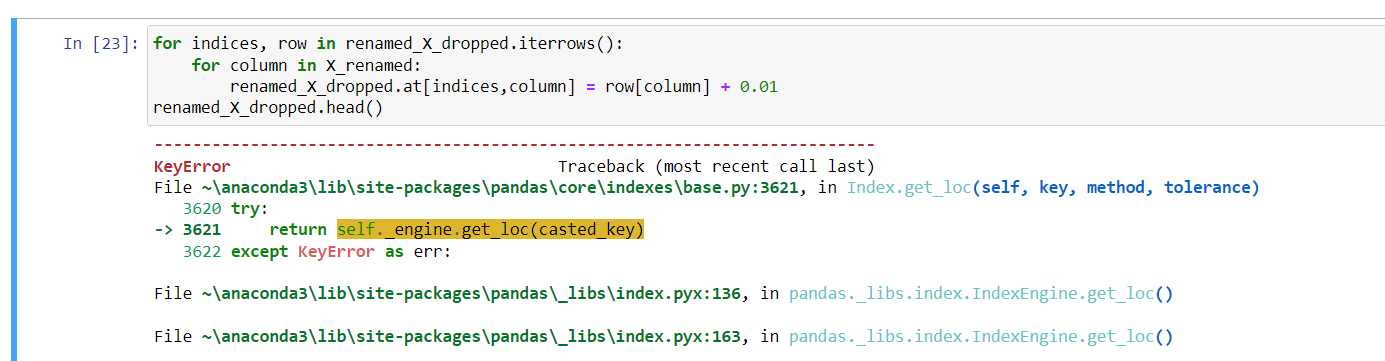 In [23]: for indices, row in renamed_X_dropped.iterrows():
    for column in X_renamed:
        renamed_X_dropped.at[indices,column] = row[column] + 0.01
renamed_X_dropped.head()
---------------------------------------------------------------------------
KeyError                                  Traceback (most recent call last)
File ~\anaconda3\lib\site-packages\pandas\core\indexes\base.py:3621, in Index.get_loc(self, key, method, tolerance)
   3620 try:
-> 3621     return self._engine.get_loc(casted_key)
   3622 except KeyError as err:
File ~\anaconda3\lib\site-packages\pandas\_libs\index.pyx:136, in pandas._libs.index.IndexEngine.get_loc()
File ~\anaconda3\lib\site-packages\pandas\_libs\index.pyx:163, in pandas._libs.index.IndexEngine.get_loc()